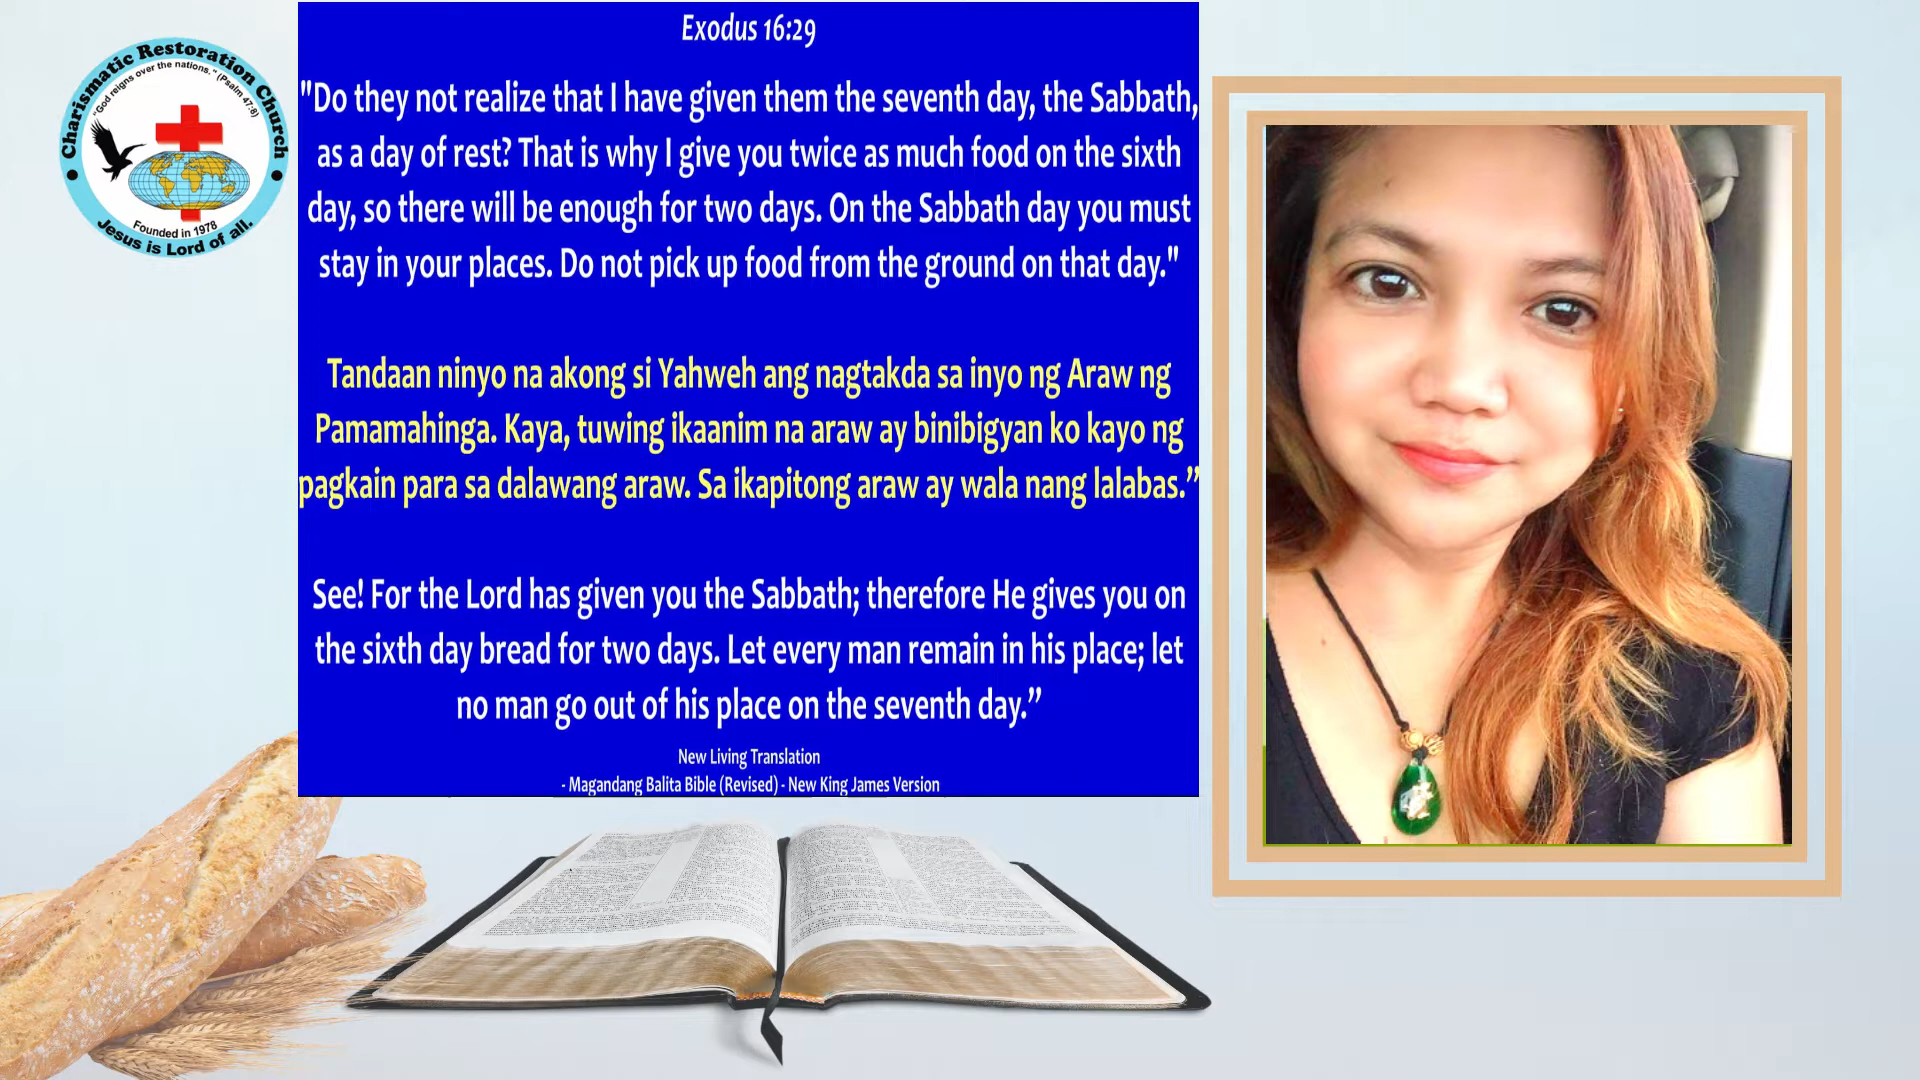 Charismatic Restoration Church
"God reigns over the nations." (Psalm 47:8)
Founded in 1978
Jesus is Lord of all.
Exodus 16:29
"Do they not realize that I have given them the seventh day, the Sabbath,
as a day of rest? That is why I give you twice as much food on the sixth
day, so there will be enough for two days. On the Sabbath day you must
stay in your places. Do not pick up food from the ground on that day."
Tandaan ninyo na akong si Yahweh ang nagtakda sa inyo ng Araw ng
Pamamahinga. Kaya, tuwing ikaanim na araw ay binibigyan ko kayo ng
pagkain para sa dalawang araw. Sa ikapitong araw ay wala nang lalabas.”
See! For the Lord has given you the Sabbath; therefore He gives you on
the sixth day bread for two days. Let every man remain in his place; let
no man go out of his place on the seventh day.”
New Living Translation
- Magandang Balita Bible (Revised) - New King James Version